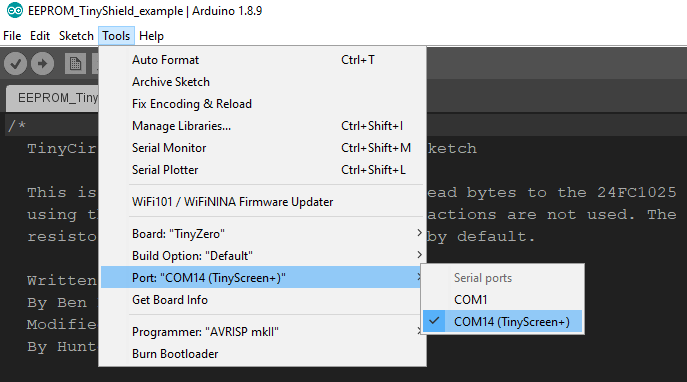 EEPROM_TinyShield_example | Arduino 1.8.9
File Edit Sketch Tools Help
Auto Format Ctrl+T
Archive Sketch
Fix Encoding & Reload
Manage Libraries... Ctrl+Shift+I
Serial Monitor Ctrl+Shift+M
Serial Plotter Ctrl+Shift+L
WiFi101 / WiFiNINA Firmware Updater
Board: "TinyZero"
Build Option: "Default"
Port: "COM14 (TinyScreen+)"
Get Board Info
Programmer: "AVRISP mkII"
Burn Bootloader
Serial ports
COM1
COM14 (TinyScreen+)
EEPROM_Tiny
/*
TinyCir ketch
This is ead bytes to the 24FC1025
using th actions are not used. The
resisto by default.
Written
By Ben
Modifie
By Hunt